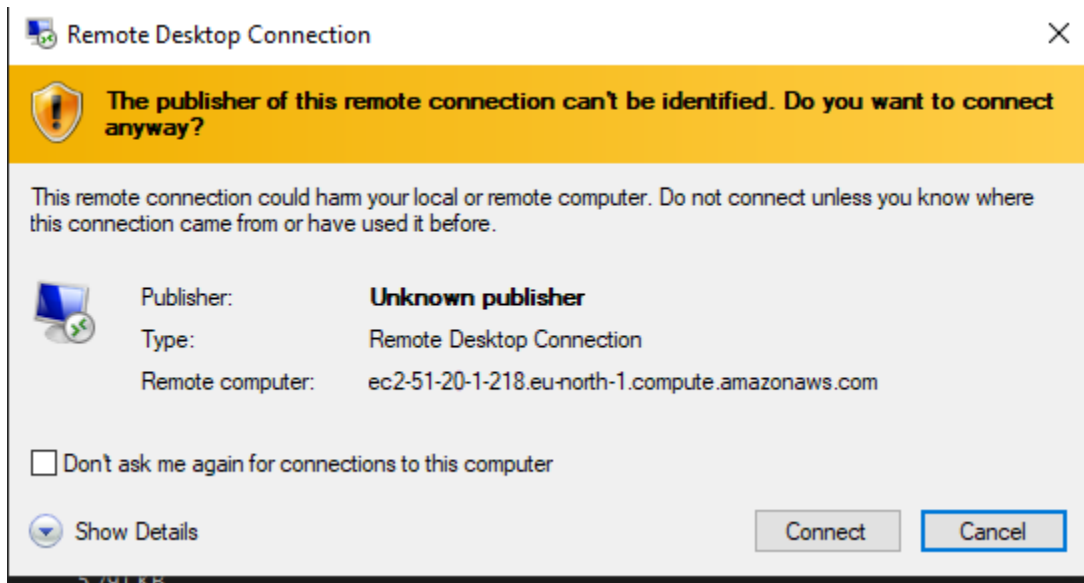 Remote Desktop Connection
The publisher of this remote connection can't be identified. Do you want to connect
anyway?
This remote connection could harm your local or remote computer. Do not connect unless you know where
this connection came from or have used it before.
Publisher: Unknown publisher
Type: Remote Desktop Connection
Remote computer: ec2-51-20-1-218.eu-north-1.compute.amazonaws.com
Don't ask me again for connections to this computer
Show Details Connect Cancel